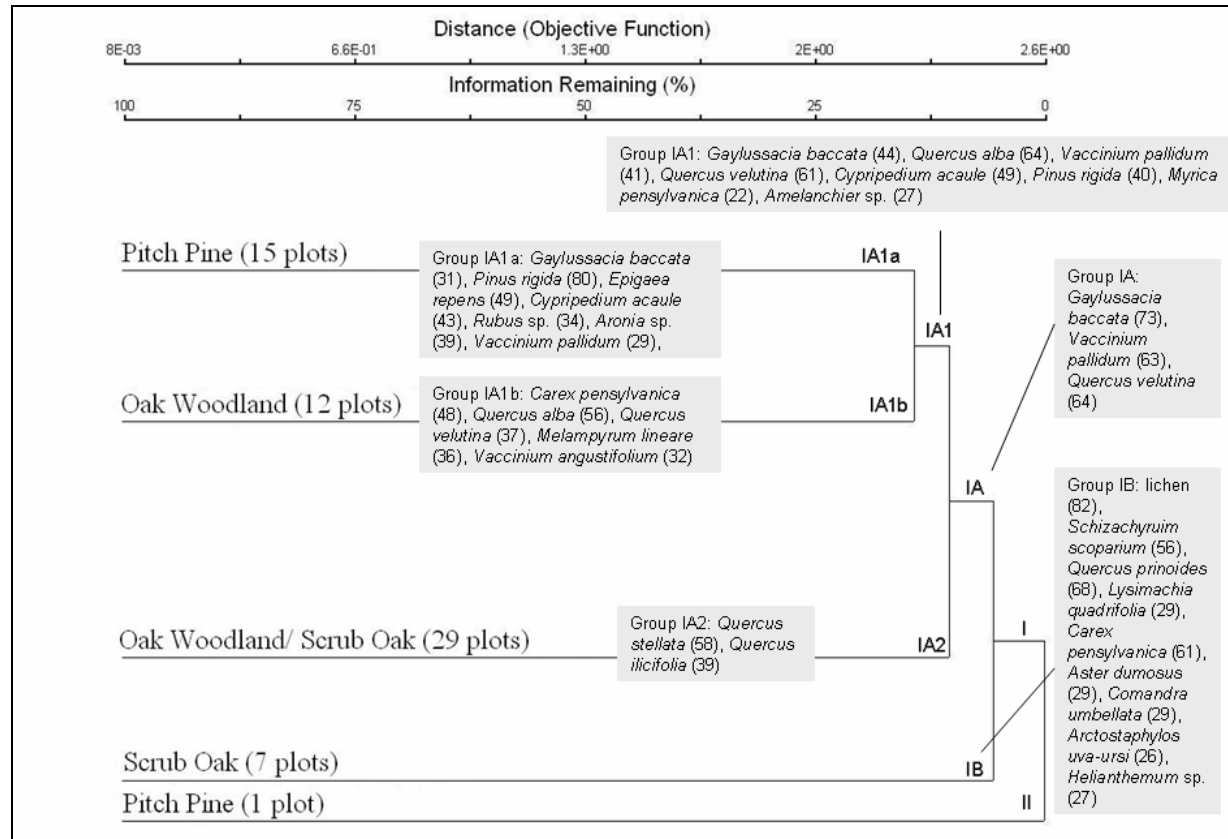 Distance (Objective Function)
8E-03 6.6E-01 1.3E+00 2E+00 2.6E+00
Information Remaining (%)
100 75 50 25 0
Group IA1: Gaylussacia baccata (44), Quercus alba (64), Vaccinium pallidum
(41), Quercus velutina (61), Cypripedium acaule (49), Pinus rigida (40), Myrica
pensylvanica (22), Amelanchier sp. (27)
Pitch Pine (15 plots)
Group IA1a: Gaylussacia baccata
(31), Pinus rigida (80), Epigaea
repens (49), Cypripedium acaule
(43), Rubus sp. (34), Aronia sp.
(39), Vaccinium pallidum (29),
IA1a
IA1
Group IA:
Gaylussacia
baccata (73),
Vaccinium
pallidum (63),
Quercus velutina
(64)
Oak Woodland (12 plots)
Group IA1b: Carex pensylvanica
(48), Quercus alba (56), Quercus
velutina (37), Melampyrum lineare
(36), Vaccinium angustifolium (32)
IA1b
IA
Group IB: lichen
(82),
Schizachyruim
scoparium (56),
Quercus prinoides
(68), Lysimachia
quadrifolia (29),
Carex
pensylvanica (61),
Aster dumosus
(29), Comandra
umbellata (29),
Arctostaphylos
uva-ursi (26),
Helianthemum sp.
(27)
Oak Woodland/ Scrub Oak (29 plots)
Group IA2: Quercus
stellata (58), Quercus
ilicifolia (39)
IA2
I
Scrub Oak (7 plots)
IB
Pitch Pine (1 plot)
II